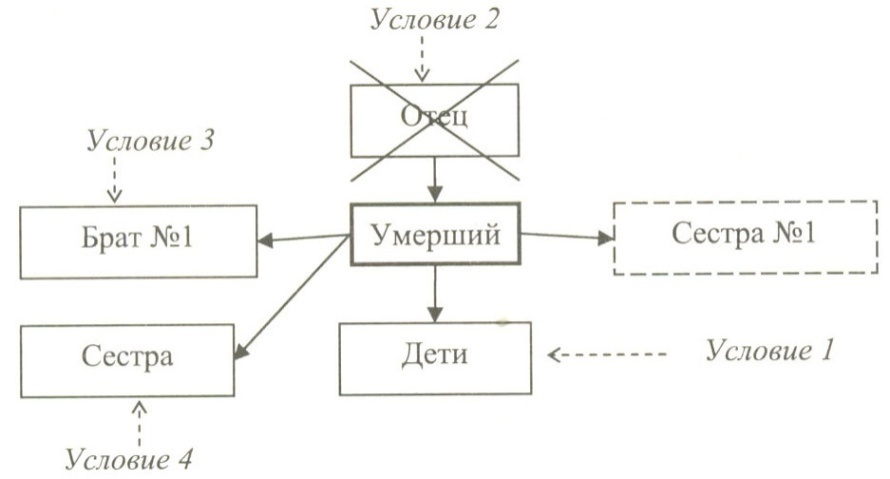 Условие 2
Отец
Условие 3
Брат №1
Умерший
Сестра №1
Сестра
Дети
Условие 1
Условие 4